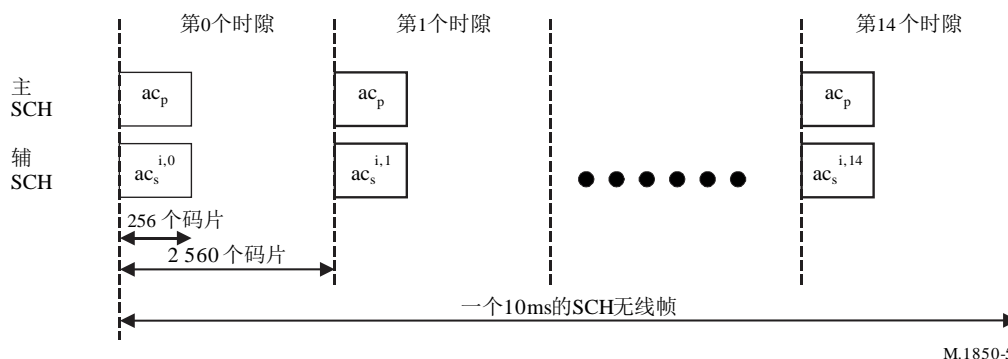 第0个时隙 第1个时隙 第14个时隙
主
SCH
ac_p ac_p ac_p
辅
SCH
ac_s^{i,0} ac_s^{i,1} ac_s^{i,14}
256 个码片
2 560 个码片
一个10ms的SCH无线帧